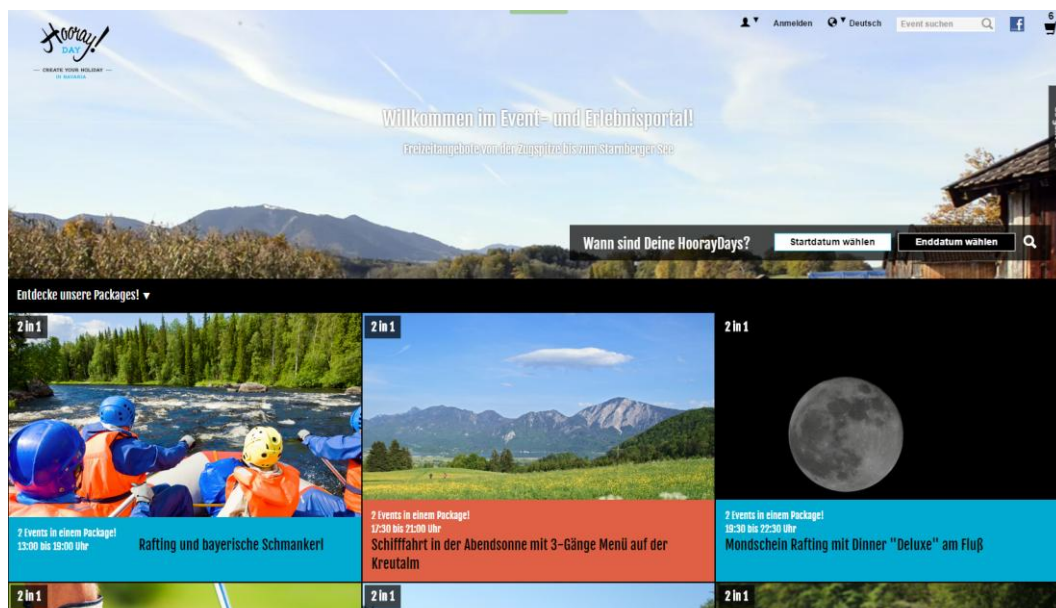 Hooray!
DAY
— CREATE YOUR HOLIDAY —
IN BAVARIA
Anmelden
Deutsch
Event suchen
f
6
Willkommen im Event- und Erlebnisportal!
Freizeitangebote von der Zugspitze bis zum Starnberger See
Wann sind Deine HoorayDays?
Startdatum wählen
Enddatum wählen
Entdecke unsere Packages! ▼
2 in 1
2 in 1
2 in 1
2 Events in einem Package!
13:00 bis 19:00 Uhr
Rafting und bayerische Schmankerl
2 Events in einem Package!
17:30 bis 21:00 Uhr
Schifffahrt in der Abendsonne mit 3-Gänge Menü auf der
Kreutalm
2 Events in einem Package!
19:30 bis 22:30 Uhr
Mondschein Rafting mit Dinner "Deluxe" am Fluß
2 in 1
2 in 1
2 in 1